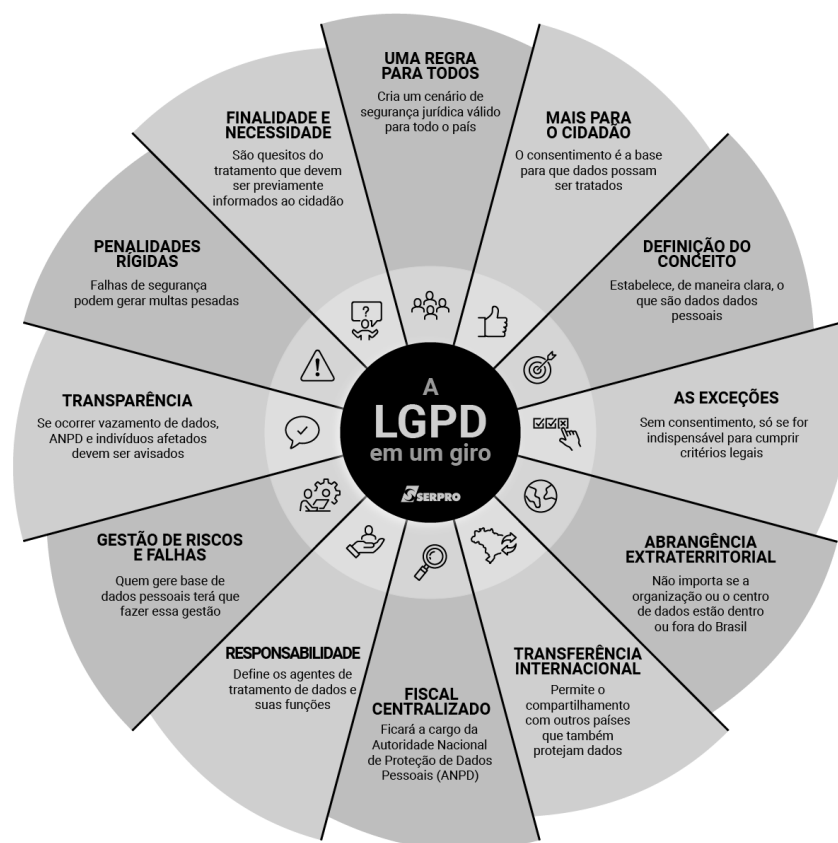 UMA REGRA
PARA TODOS
Cria um cenário de
segurança jurídica válido
para todo o país
MAIS PARA
O CIDADÃO
O consentimento é a base
para que dados possam
ser tratados
DEFINIÇÃO DO
CONCEITO
Estabelece, de maneira clara, o
que são dados dados
pessoais
AS EXCEÇÕES
Sem consentimento, só se for
indispensável para cumprir
critérios legais
ABRANGÊNCIA
EXTRATERRITORIAL
Não importa se a
organização ou o centro
de dados estão dentro
ou fora do Brasil
TRANSFERÊNCIA
INTERNACIONAL
Permite o
compartilhamento
com outros países
que também
protejam dados
FISCAL
CENTRALIZADO
Ficará a cargo da
Autoridade Nacional
de Proteção de Dados
Pessoais (ANPD)
RESPONSABILIDADE
Define os agentes de
tratamento de dados e
suas funções
GESTÃO DE RISCOS
E FALHAS
Quem gere base de
dados pessoais terá que
fazer essa gestão
TRANSPARÊNCIA
Se ocorrer vazamento de dados,
ANPD e indivíduos afetados
devem ser avisados
PENALIDADES
RÍGIDAS
Falhas de segurança
podem gerar multas pesadas
FINALIDADE E
NECESSIDADE
São quesitos do
tratamento que devem
ser previamente
informados ao cidadão
?
!
A
LGPD
em um giro
SERPRO